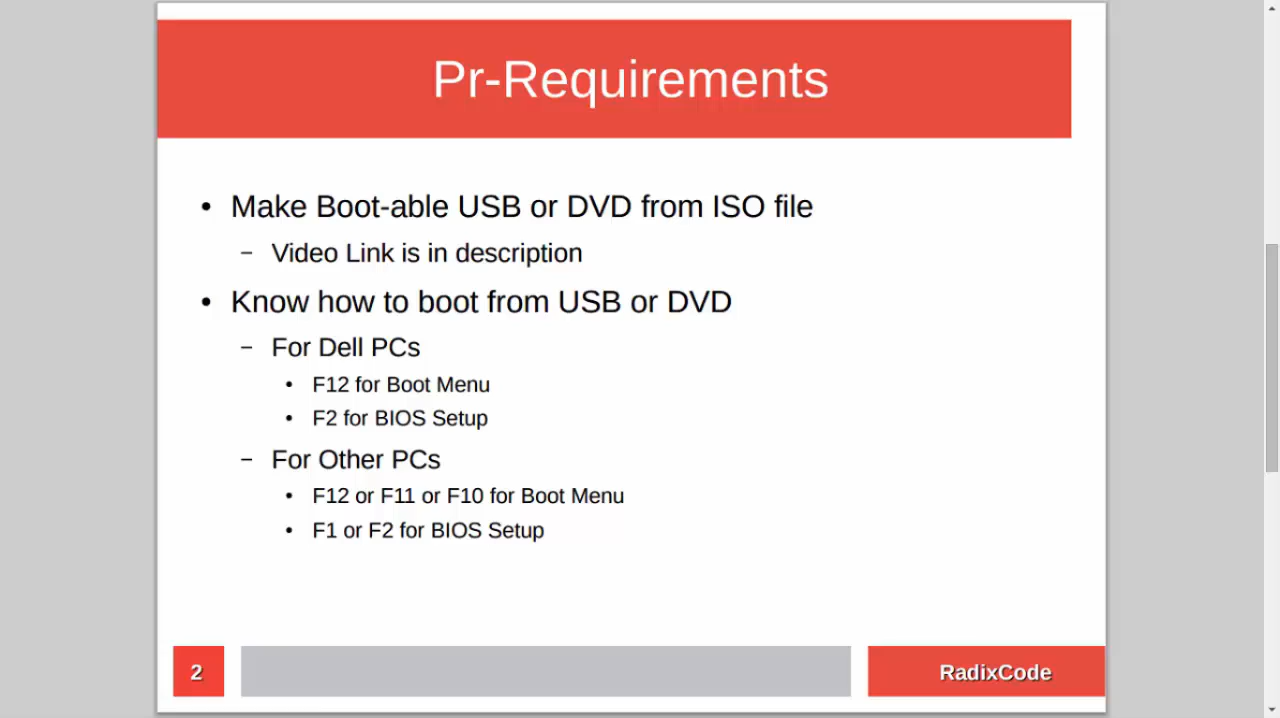 Pr-Requirements
• Make Boot-able USB or DVD from ISO file
– Video Link is in description
• Know how to boot from USB or DVD
– For Dell PCs
• F12 for Boot Menu
• F2 for BIOS Setup
– For Other PCs
• F12 or F11 or F10 for Boot Menu
• F1 or F2 for BIOS Setup
2
RadixCode